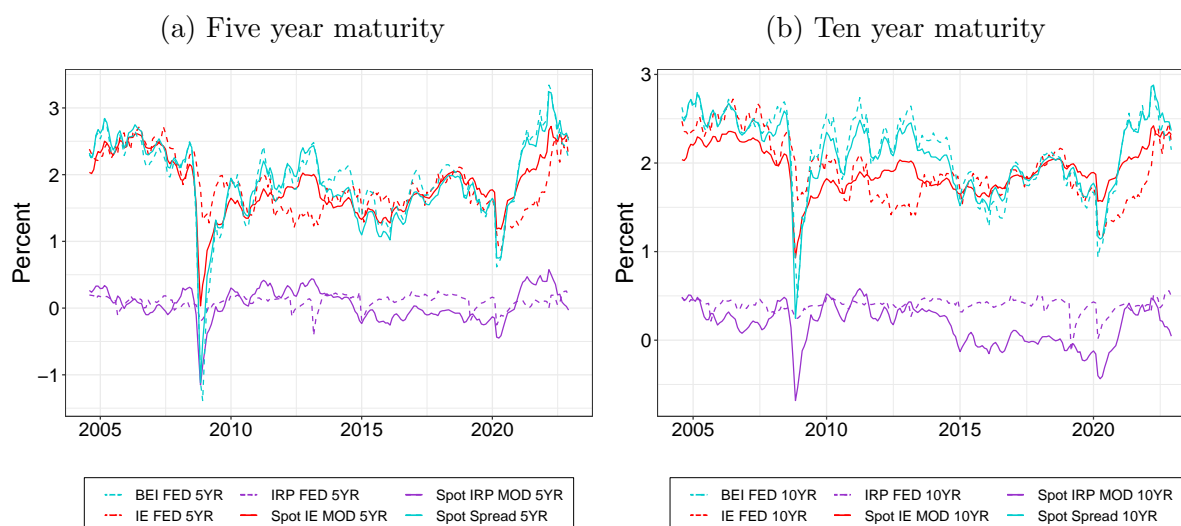 (a) Five year maturity
(b) Ten year maturity
Percent
3
2
1
0
−1
2005 2010 2015 2020
Percent
3
2
1
0
2005 2010 2015 2020
BEI FED 5YR IRP FED 5YR Spot IRP MOD 5YR
IE FED 5YR Spot IE MOD 5YR Spot Spread 5YR
BEI FED 10YR IRP FED 10YR Spot IRP MOD 10YR
IE FED 10YR Spot IE MOD 10YR Spot Spread 10YR